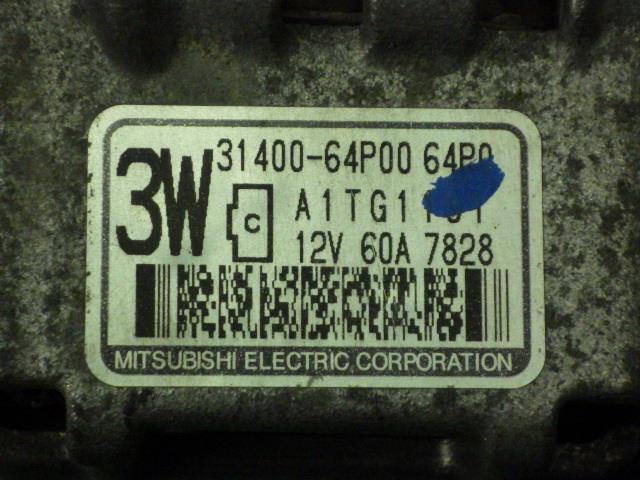 3W
31400-64P00 64P0
C
12V 60A 7828
MITSUBISHI ELECTRIC CORPORATION